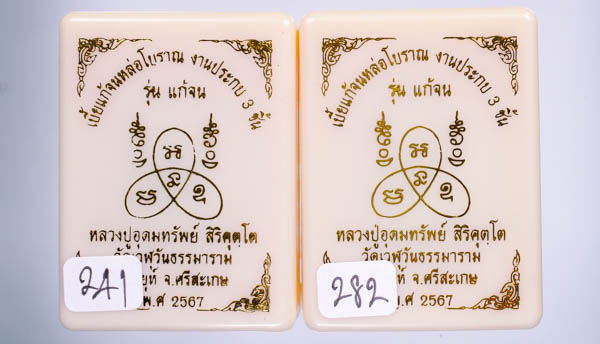 เบี้ยแก้จนหล่อโบราณ งานประกบ 3 ชิ้น
รุ่น แก้จน
หลวงปู่อุดมทรัพย์ สิริคุตฺโต
วัดเวฬุวันธรรมาราม
จ.ศรีสะเกษ
พ.ศ 2567
241
เบี้ยแก้จนหล่อโบราณ งานประกบ 3 ชิ้น
รุ่น แก้จน
หลวงปู่อุดมทรัพย์ สิริคุตฺโต
วัดเวฬุวันธรรมาราม
จ.ศรีสะเกษ
พ.ศ 2567
282